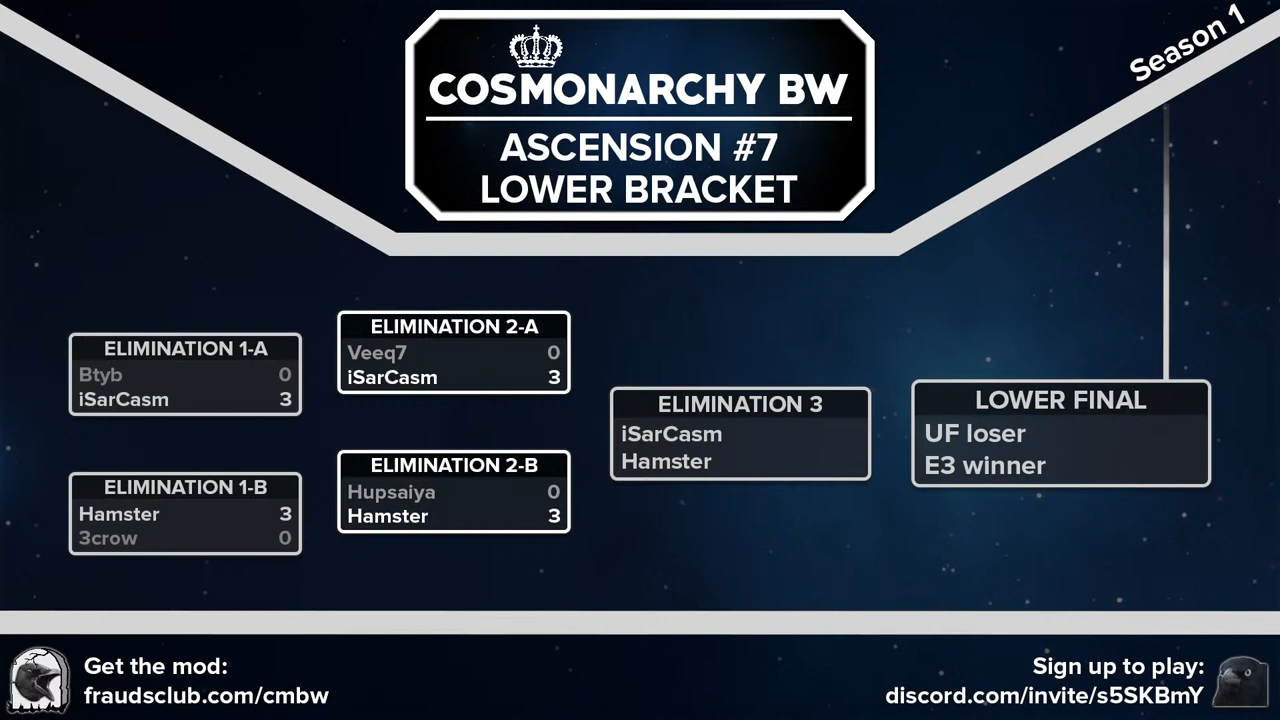 Season 1
COSMONARCHY BW
ASCENSION #7
LOWER BRACKET
ELIMINATION 1-A
Btyb 0
iSarCasm 3
ELIMINATION 1-B
Hamster 3
3crow 0
ELIMINATION 2-A
Veeq7 0
iSarCasm 3
ELIMINATION 2-B
Hupsaiya 0
Hamster 3
ELIMINATION 3
iSarCasm
Hamster
LOWER FINAL
UF loser
E3 winner
Get the mod:
fraudsclub.com/cmbw
Sign up to play:
discord.com/invite/s5SKBmY